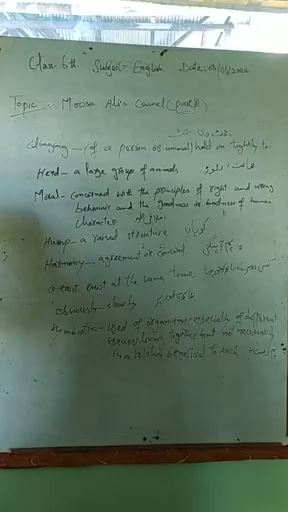 Class 6th Subject:- English. Date:-
Topic :- Moosa Ali's Camel (part II)
Clinging — (of a person or animal) hold on tightly to.
Herd — a large group of animals.
Moral — Concerned with the principles of right and wrong
behaviour and the goodness or badness of human
character.
Hump — a raised structure کوہان
Harmony — agreement or concord ہم آہنگی
Co-exist exist at the same time
Obviously — clearly
Symbiotic — used of organisms (especially of different
species) living together but not necessarily
in a relation beneficial to each